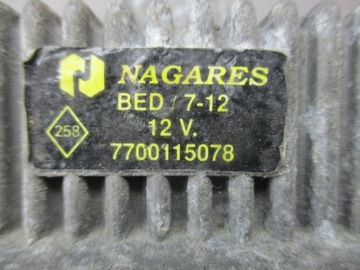 NAGARES
BED / 7-12
258
12 V.
7700115078